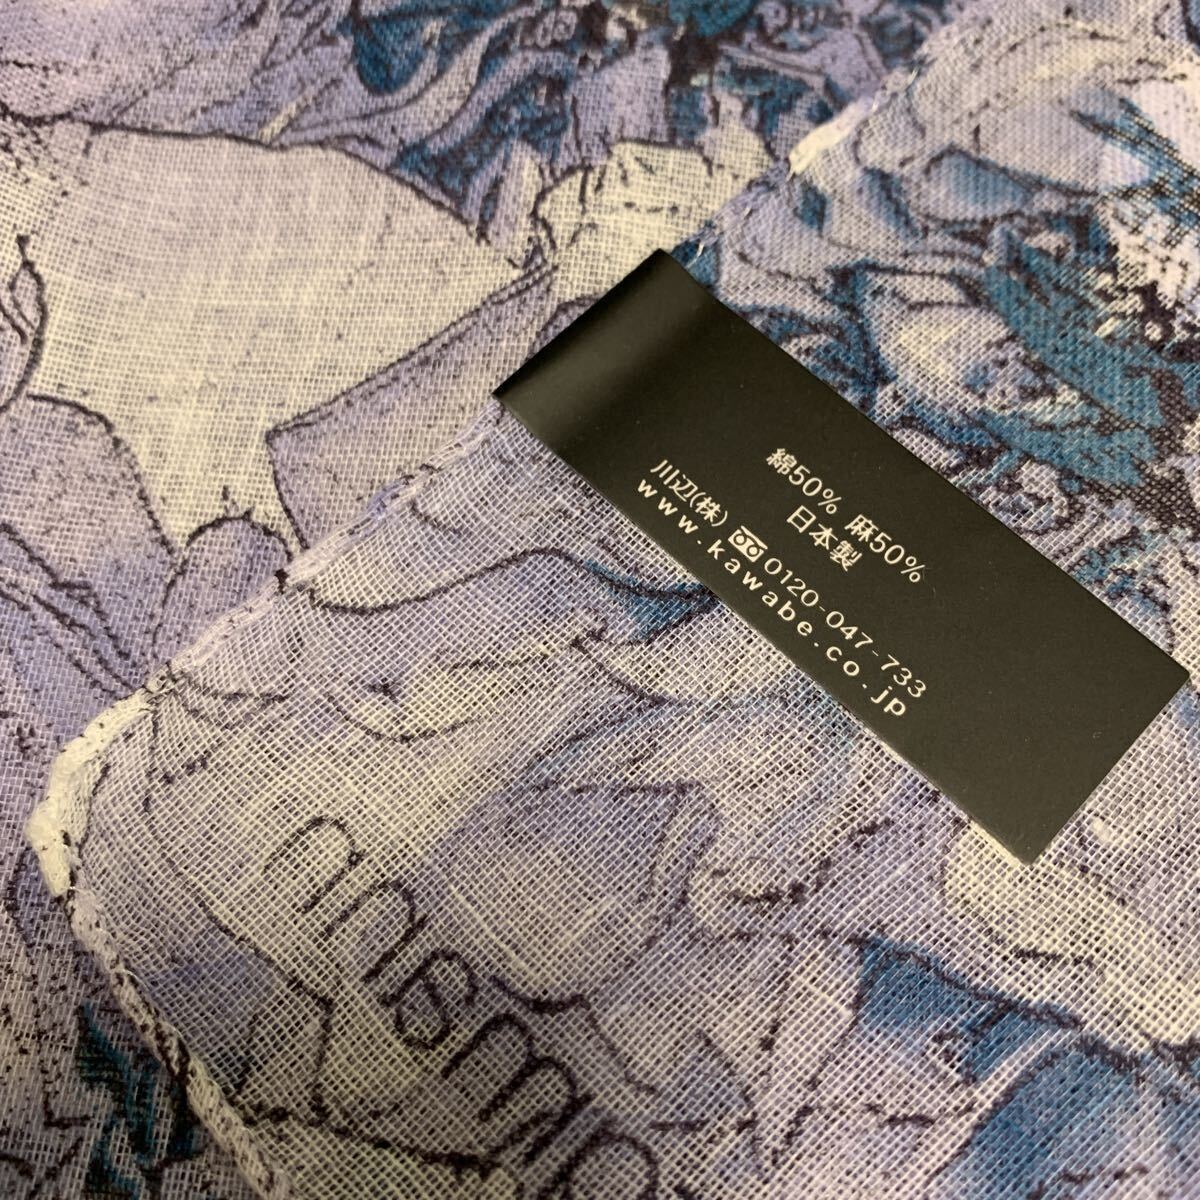 綿50% 麻50%
日本製
川辺(株) 0120-047-733
www.kawabe.co.jp